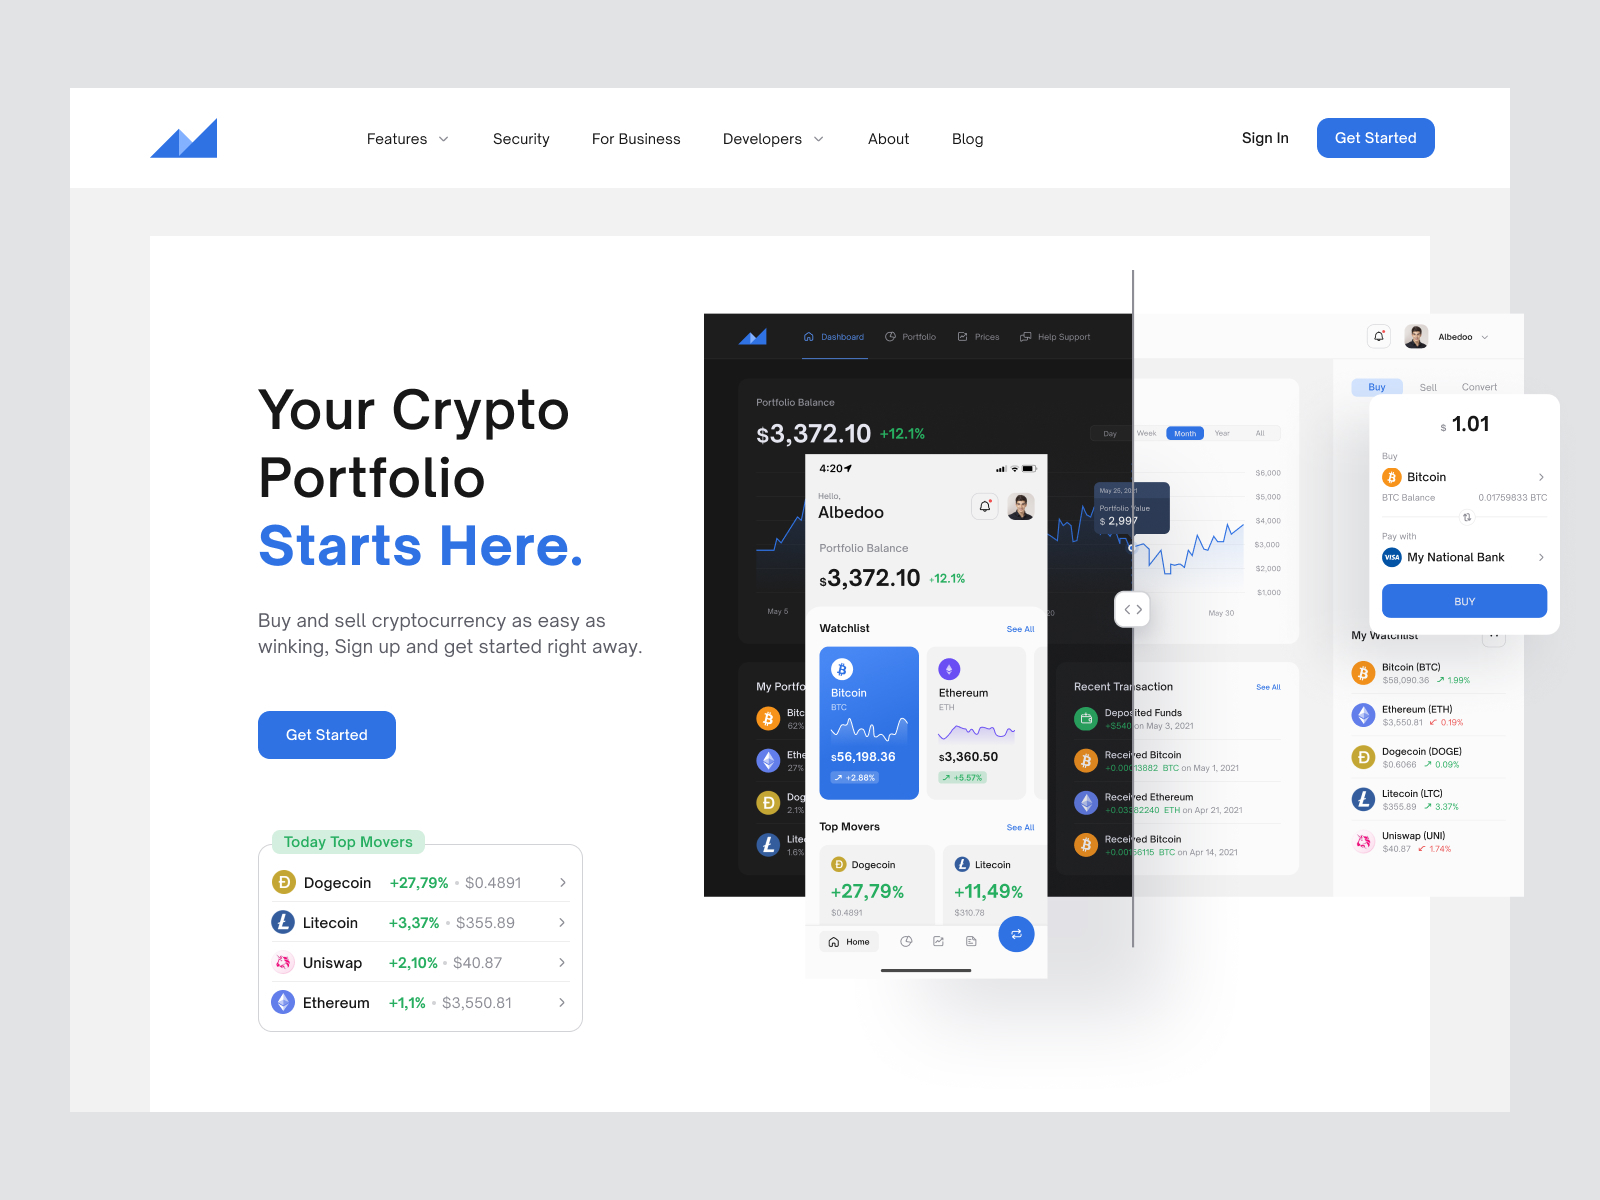 Features
Security
For Business
Developers
About
Blog
Sign In
Get Started
Your Crypto
Portfolio
Starts Here.
Buy and sell cryptocurrency as easy as
winking, Sign up and get started right away.
Get Started
Today Top Movers
Dogecoin +27,79% • $0.4891
Litecoin +3,37% • $355.89
Uniswap +2,10% • $40.87
Ethereum +1,1% • $3,550.81
Dashboard
Portfolio
Prices
Help Support
Albedoo
Portfolio Balance
$3,372.10 +12.1%
Day
Week
Month
Year
All
$6,000
$5,000
$4,000
$3,000
$2,000
$1,000
May 25, 2021
Portfolio Value
$ 2,997
May 5
20
May 30
My Portfo
Bitc
62%
Ethe
27%
Dog
2.1%
Lite
1.6%
Recent Transaction
See All
Deposited Funds
+$540 on May 3, 2021
Received Bitcoin
+0.00013882 BTC on May 1, 2021
Received Ethereum
+0.03382240 ETH on Apr 21, 2021
Received Bitcoin
+0.00156115 BTC on Apr 14, 2021
4:20
Hello,
Albedoo
Portfolio Balance
$3,372.10 +12.1%
Watchlist
See All
Bitcoin
BTC
$56,198.36
+2.88%
Ethereum
ETH
$3,360.50
+5.57%
Top Movers
See All
Dogecoin
+27,79%
$0.4891
Litecoin
+11,49%
$310.78
Home
Buy
Sell
Convert
$ 1.01
Buy
Bitcoin
BTC Balance 0.01759833 BTC
Pay with
VISA My National Bank
BUY
My Watchlist
Bitcoin (BTC)
$58,090.36 1.99%
Ethereum (ETH)
$3,550.81 0.19%
Dogecoin (DOGE)
$0.6066 0.09%
Litecoin (LTC)
$355.89 3.37%
Uniswap (UNI)
$40.87 1.74%